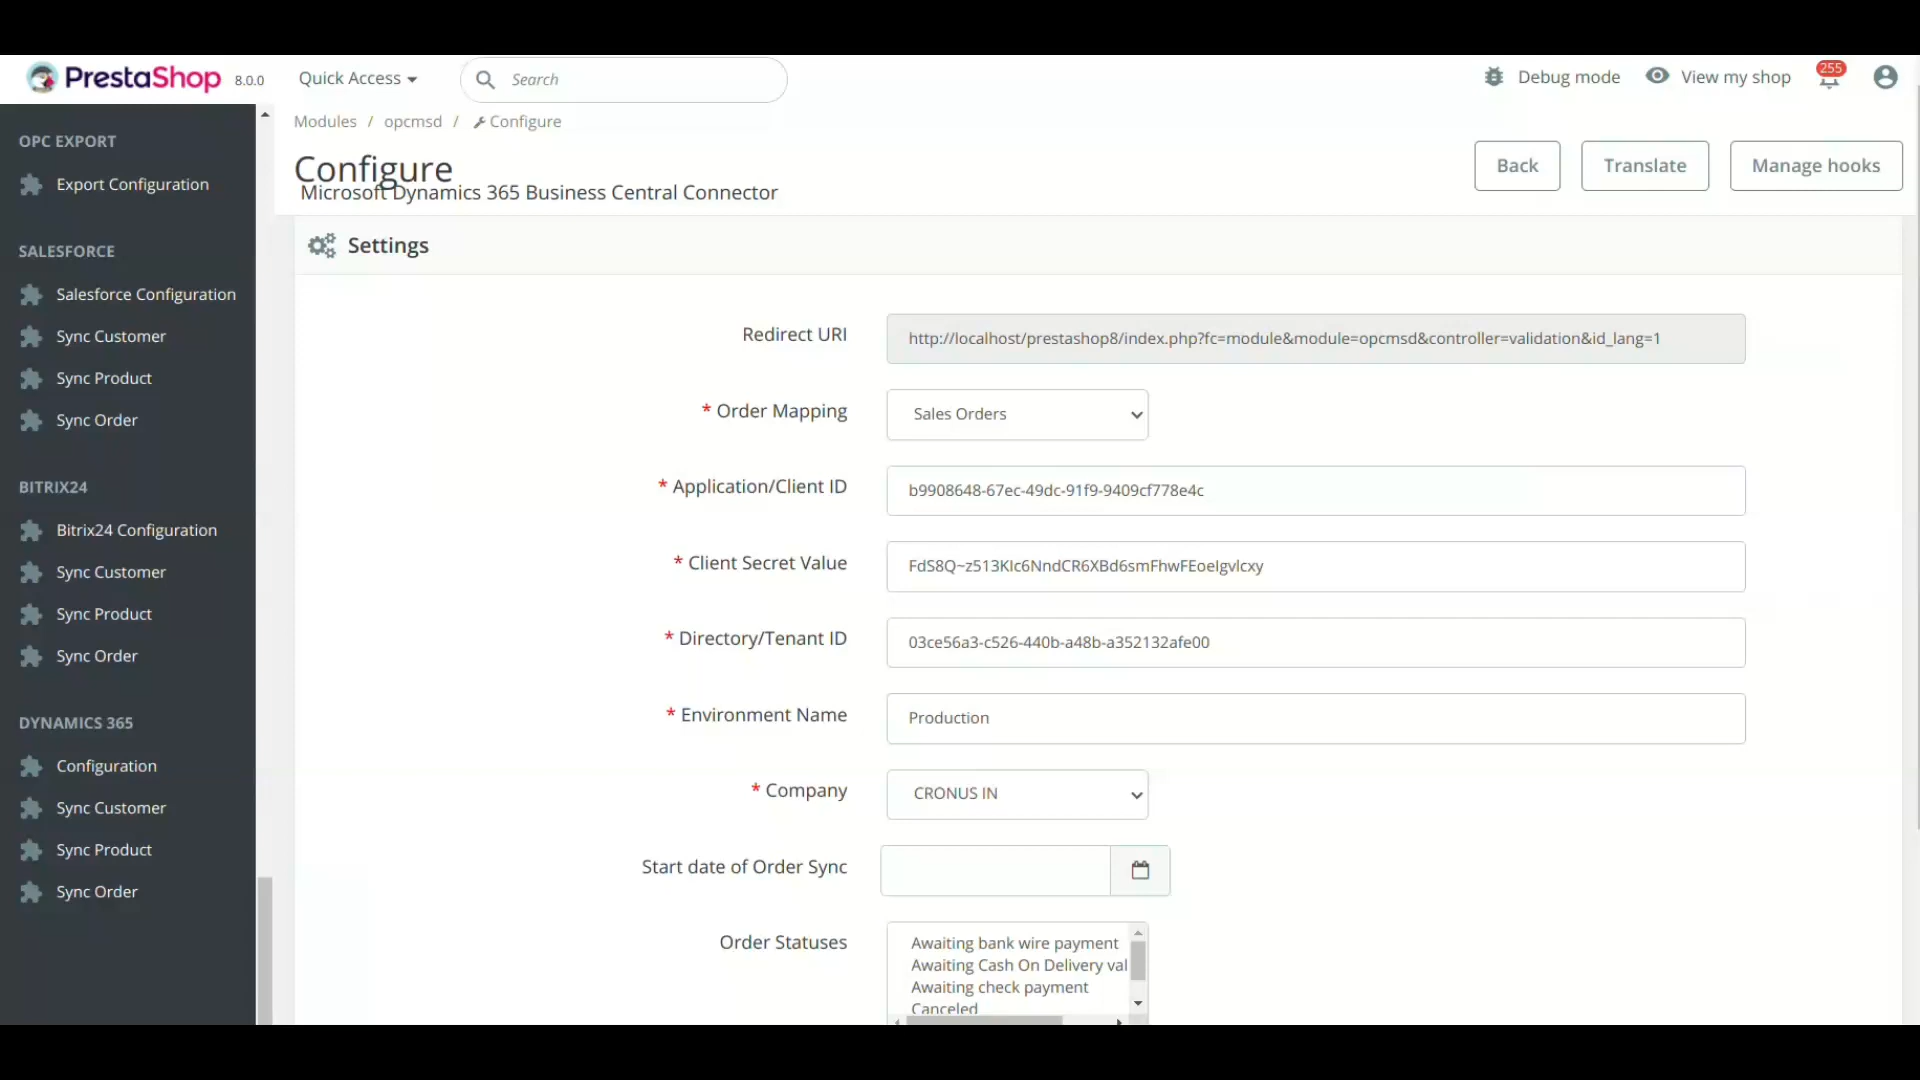 PrestaShop 8.0.0
Quick Access
Search
Debug mode
View my shop
255
OPC EXPORT
Export Configuration
SALESFORCE
Salesforce Configuration
Sync Customer
Sync Product
Sync Order
BITRIX24
Bitrix24 Configuration
Sync Customer
Sync Product
Sync Order
DYNAMICS 365
Configuration
Sync Customer
Sync Product
Sync Order
Modules / opcmsd / Configure
Configure
Microsoft Dynamics 365 Business Central Connector
Back
Translate
Manage hooks
Settings
Redirect URI
http://localhost/prestashop8/index.php?fc=module&module=opcmsd&controller=validation&id_lang=1
* Order Mapping
Sales Orders
* Application/Client ID
b9908648-67ec-49dc-91f9-9409cf778e4c
* Client Secret Value
* Directory/Tenant ID
03ce56a3-c526-440b-a48b-a352132afe00
* Environment Name
Production
* Company
CRONUS IN
Start date of Order Sync
Order Statuses
Awaiting bank wire payment
Awaiting Cash On Delivery val
Awaiting check payment
Canceled